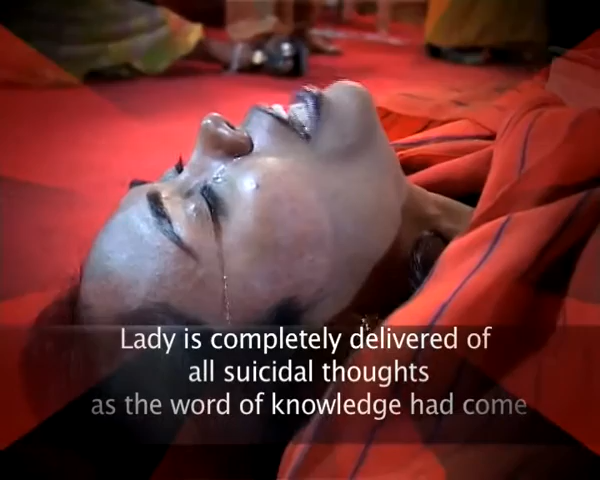 Lady is completely delivered of
all suicidal thoughts
as the word of knowledge had come